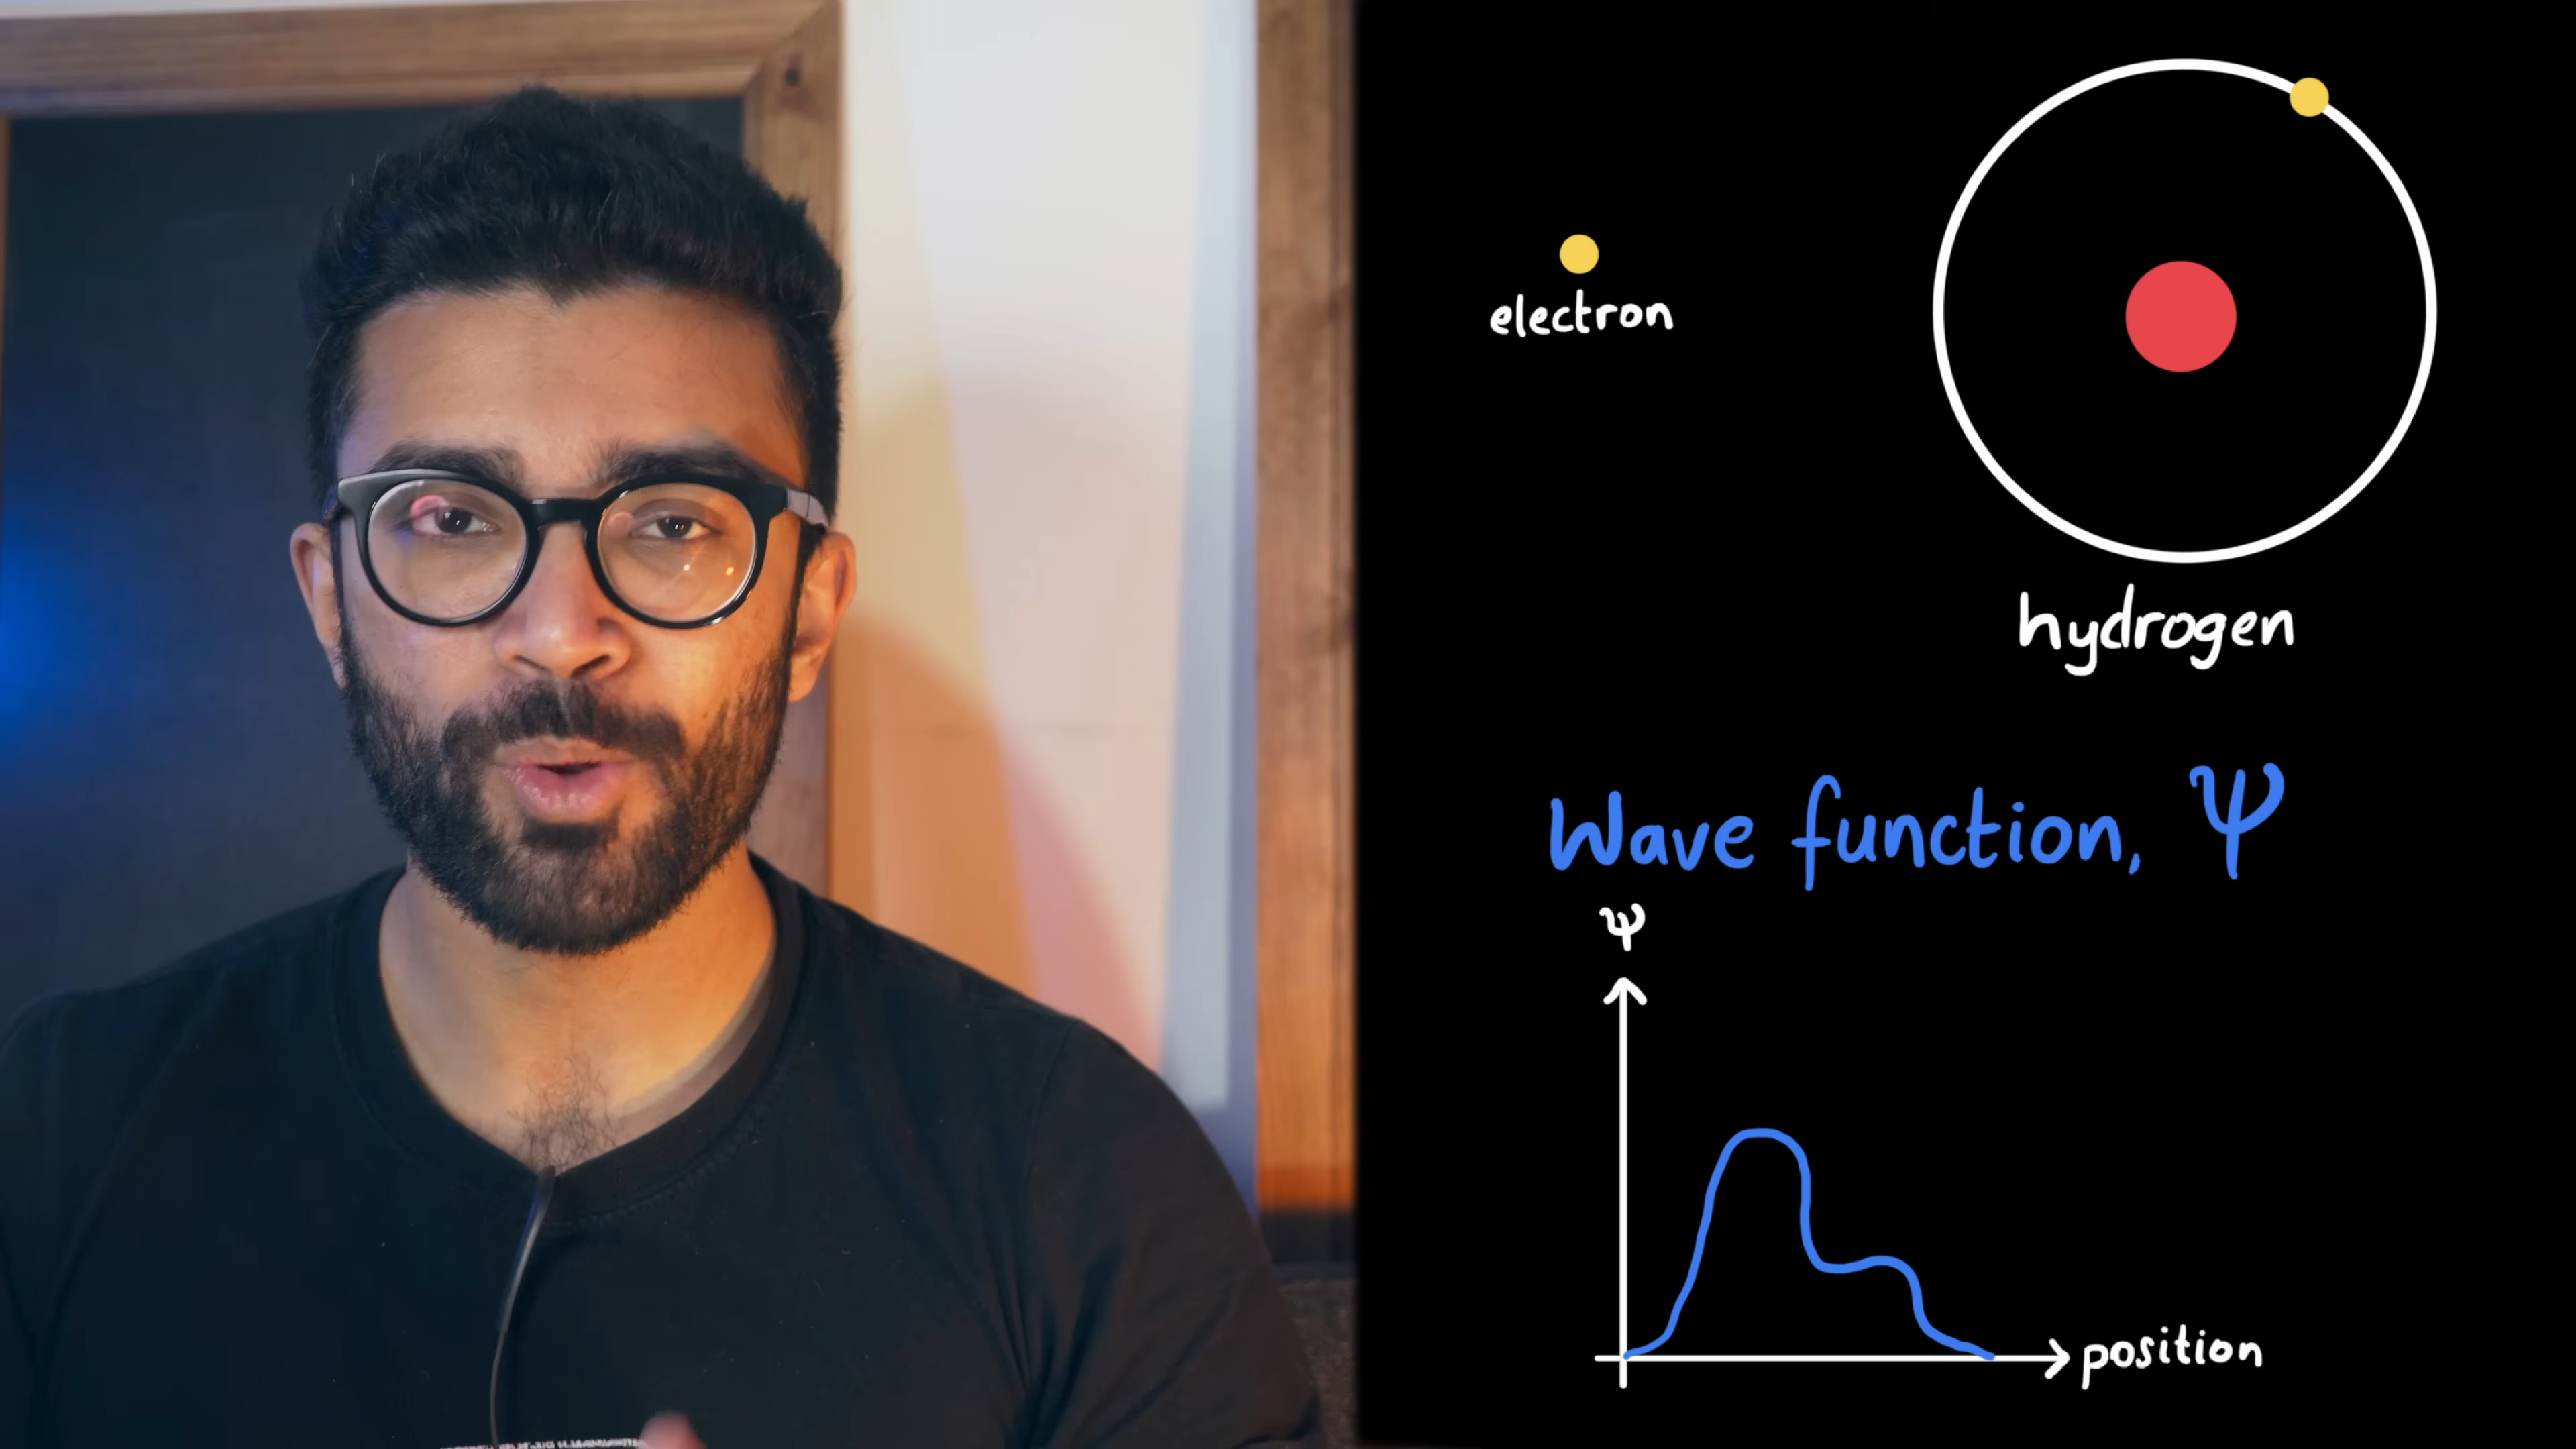 electron
hydrogen
Wave function, Ψ
Ψ
position